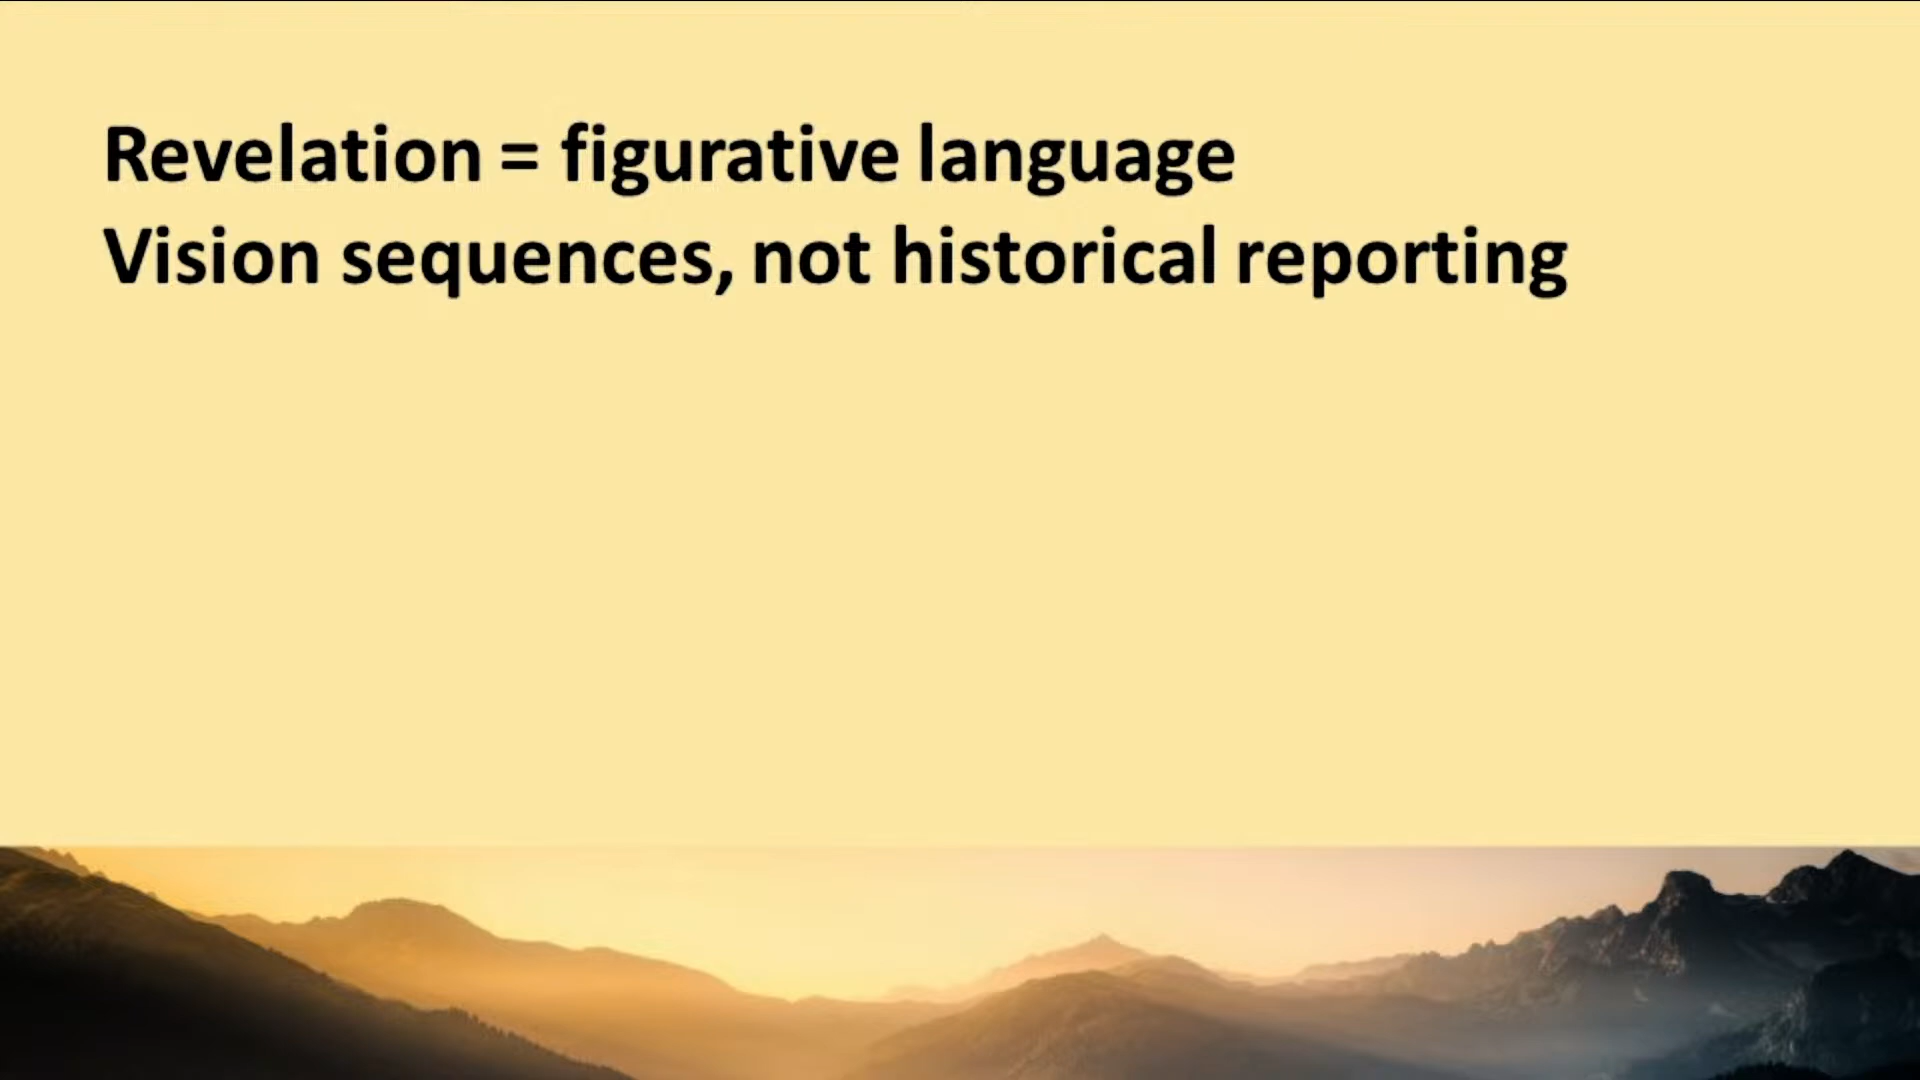 Revelation = figurative language
Vision sequences, not historical reporting